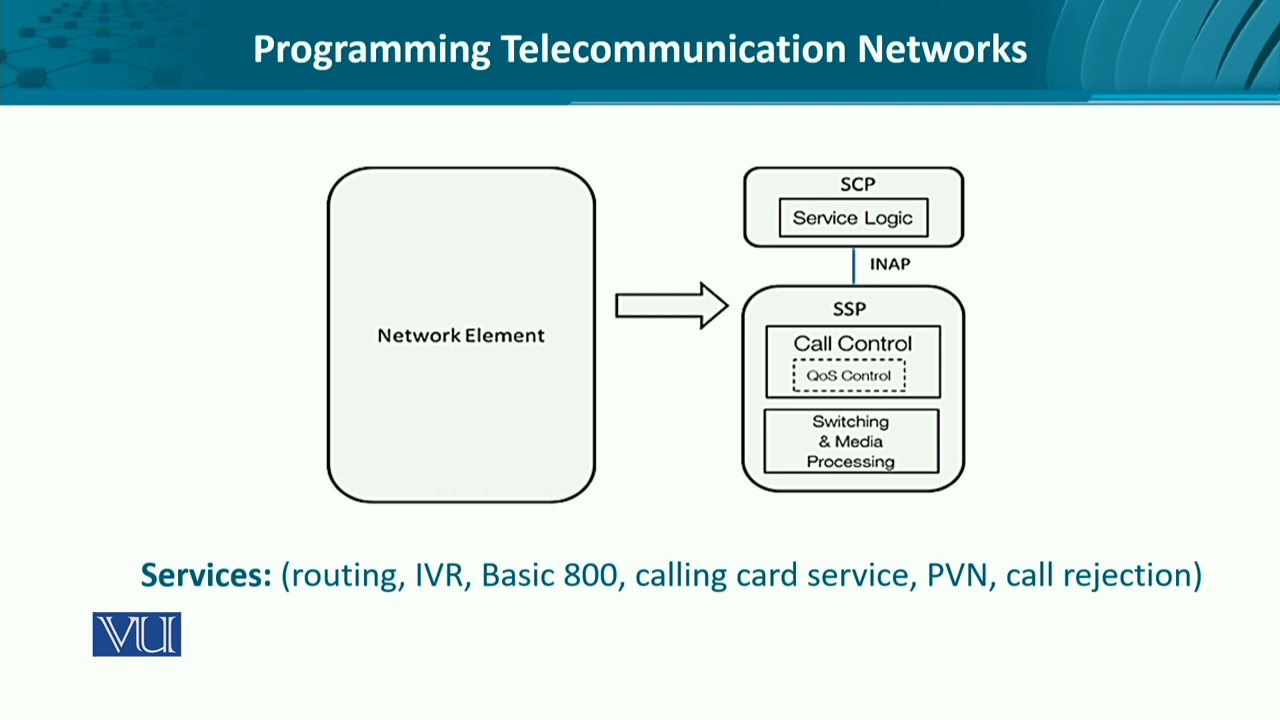 Programming Telecommunication Networks
Network Element
SCP
Service Logic
INAP
SSP
Call Control
QoS Control
Switching
& Media
Processing
Services: (routing, IVR, Basic 800, calling card service, PVN, call rejection)
VU